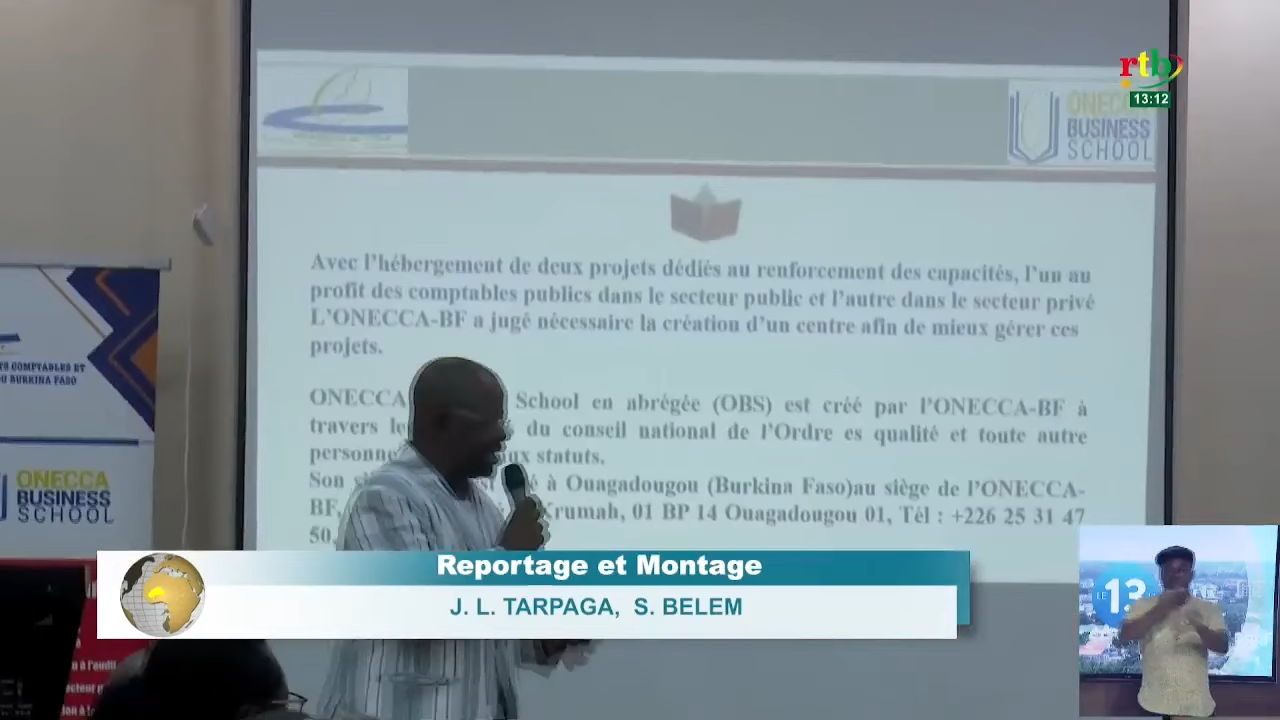 rtb
13:12
ONECCA
BUSINESS
SCHOOL
Avec l'hébergement de deux projets dédiés au renforcement des capacités, l'un au
profit des comptables publics dans le secteur public et l'autre dans le secteur privé
L'ONECCA-BF a jugé nécessaire la création d'un centre afin de mieux gérer ces
projets.
ONECCA School en abrégée (OBS) est créé par l'ONECCA-BF à
travers du conseil national de l'Ordre es qualité et toute autre
statuts.
Son à Ouagadougou (Burkina Faso)au siège de l'ONECCA-
BF, Krumah, 01 BP 14 Ouagadougou 01, Tél : +226 25 31 47
50,
TS COMPTABLES ET
U BURKINA FASO
ONECCA
BUSINESS
SCHOOL
Reportage et Montage
J. L. TARPAGA, S. BELEM
LE 13
à l'audit